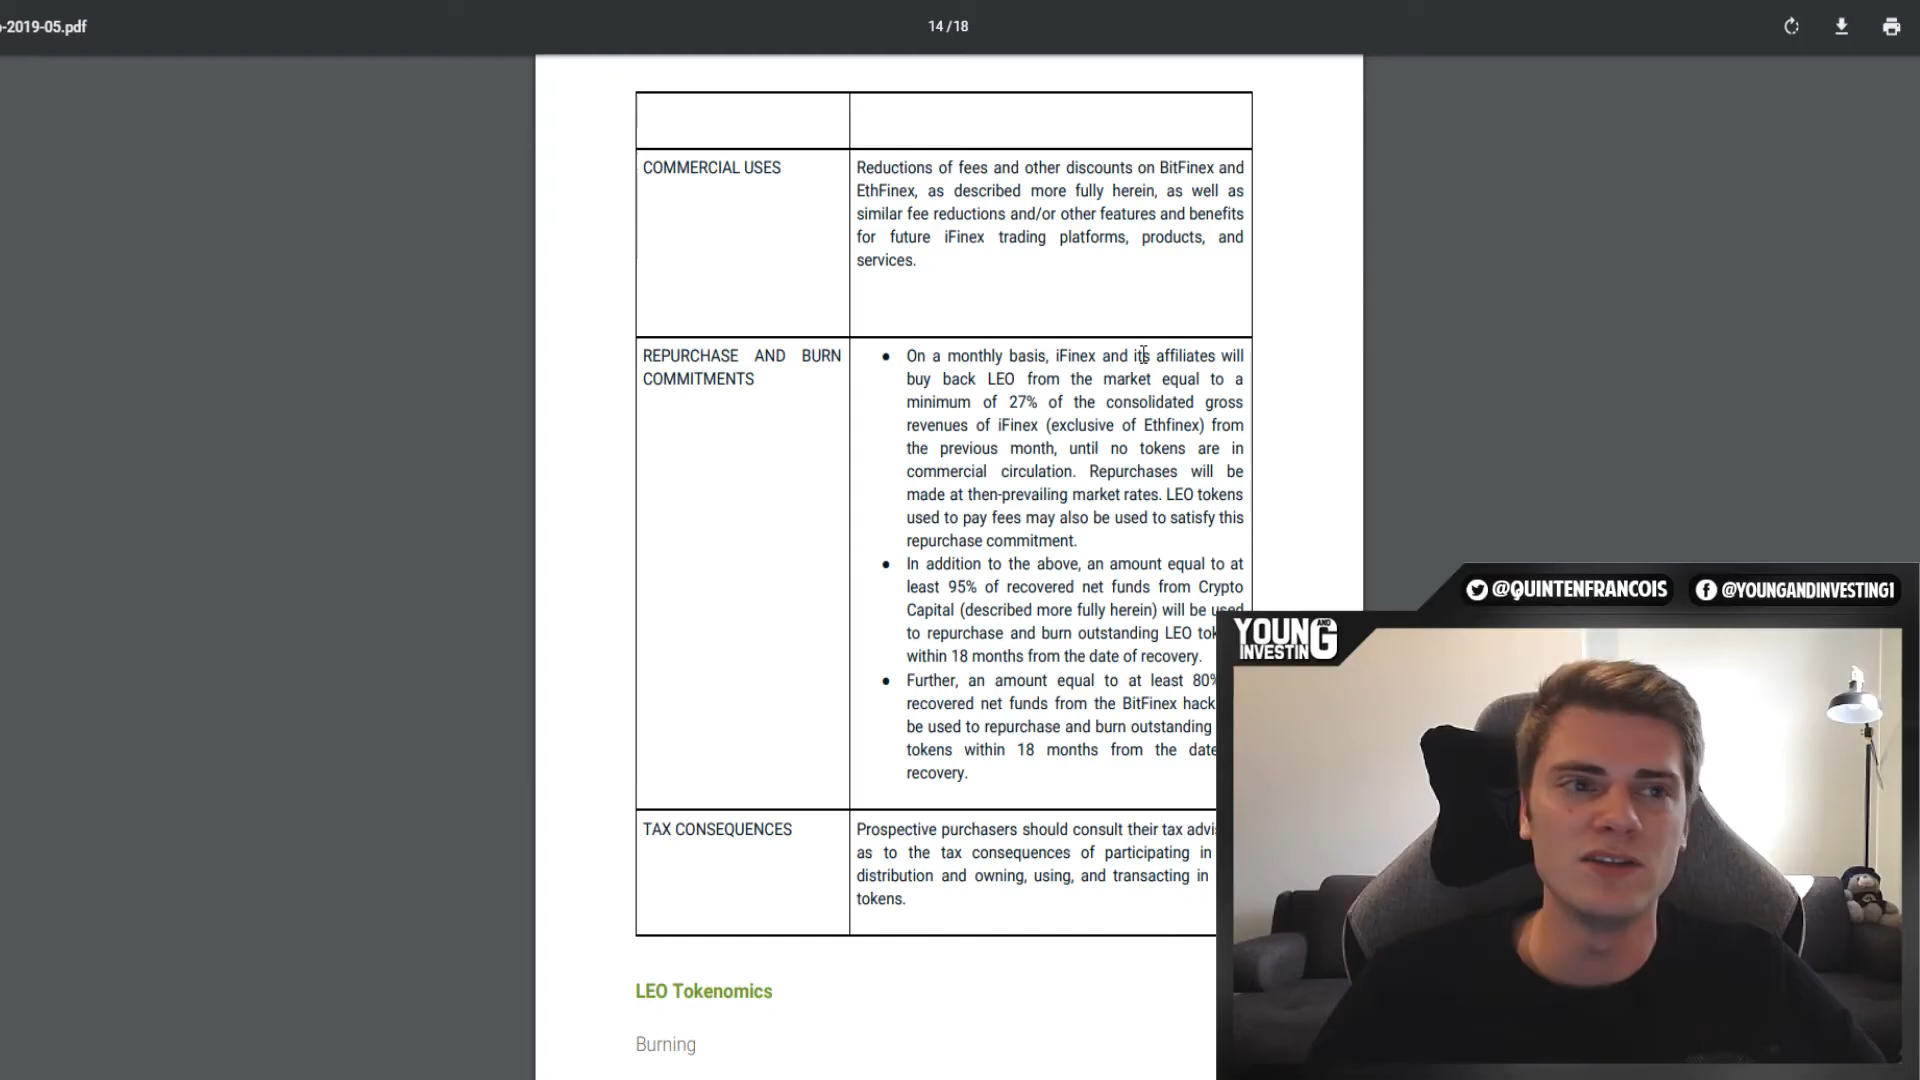 -2019-05.pdf
14 / 18
COMMERCIAL USES
Reductions of fees and other discounts on BitFinex and
EthFinex, as described more fully herein, as well as
similar fee reductions and/or other features and benefits
for future iFinex trading platforms, products, and
services.
REPURCHASE AND BURN
COMMITMENTS
● On a monthly basis, iFinex and its affiliates will
buy back LEO from the market equal to a
minimum of 27% of the consolidated gross
revenues of iFinex (exclusive of Ethfinex) from
the previous month, until no tokens are in
commercial circulation. Repurchases will be
made at then-prevailing market rates. LEO tokens
used to pay fees may also be used to satisfy this
repurchase commitment.
● In addition to the above, an amount equal to at
least 95% of recovered net funds from Crypto
Capital (described more fully herein) will be used
to repurchase and burn outstanding LEO tok
within 18 months from the date of recovery.
● Further, an amount equal to at least 80%
recovered net funds from the BitFinex hack
be used to repurchase and burn outstanding
tokens within 18 months from the date
recovery.
TAX CONSEQUENCES
Prospective purchasers should consult their tax advis
as to the tax consequences of participating in
distribution and owning, using, and transacting in
tokens.
LEO Tokenomics
Burning
@QUINTENFRANCOIS
@YOUNGANDINVESTING1
YOUNG AND
INVESTIN